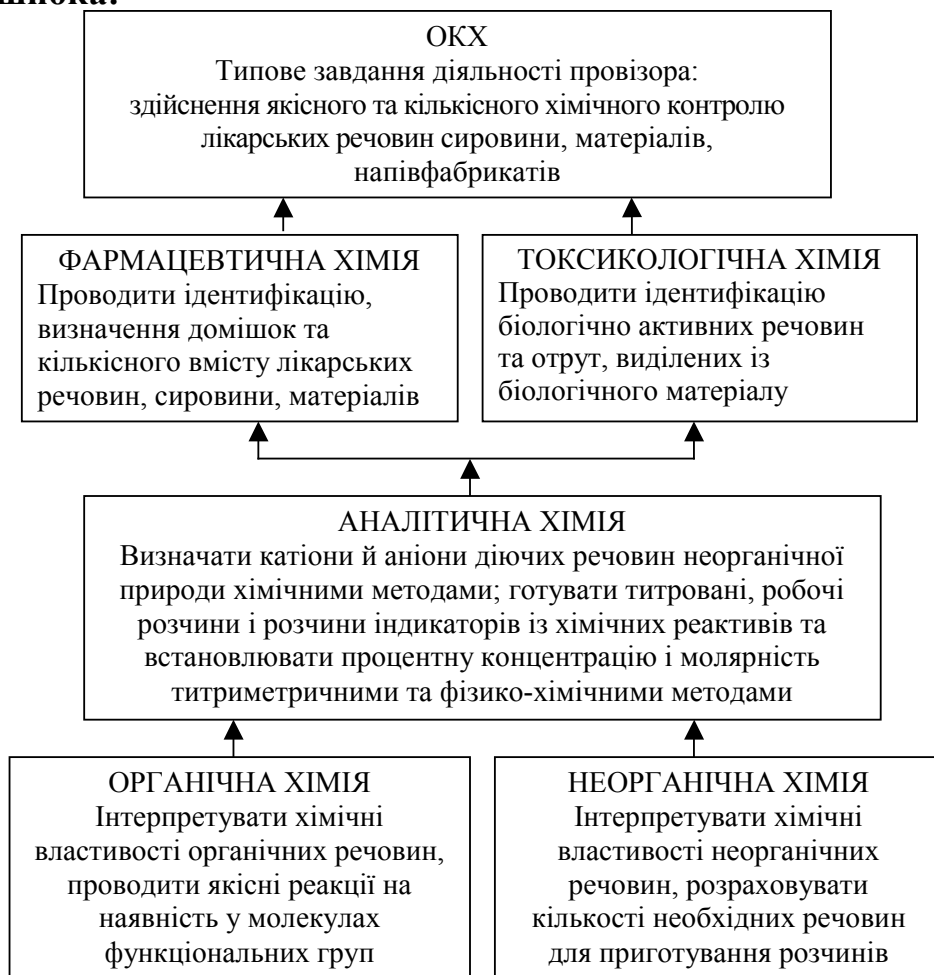 ОКХ
Типове завдання діяльності провізора:
здійснення якісного та кількісного хімічного контролю
лікарських речовин сировини, матеріалів,
напівфабрикатів
ФАРМАЦЕВТИЧНА ХІМІЯ
Проводити ідентифікацію,
визначення домішок та
кількісного вмісту лікарських
речовин, сировини, матеріалів
ТОКСИКОЛОГІЧНА ХІМІЯ
Проводити ідентифікацію
біологічно активних речовин
та отрут, виділених із
біологічного матеріалу
АНАЛІТИЧНА ХІМІЯ
Визначати катіони й аніони діючих речовин неорганічної
природи хімічними методами; готувати титровані, робочі
розчини і розчини індикаторів із хімічних реактивів та
встановлювати процентну концентрацію і молярність
титриметричними та фізико-хімічними методами
ОРГАНІЧНА ХІМІЯ
Інтерпретувати хімічні
властивості органічних речовин,
проводити якісні реакції на
наявність у молекулах
функціональних груп
НЕОРГАНІЧНА ХІМІЯ
Інтерпретувати хімічні
властивості неорганічних
речовин, розраховувати
кількості необхідних речовин
для приготування розчинів